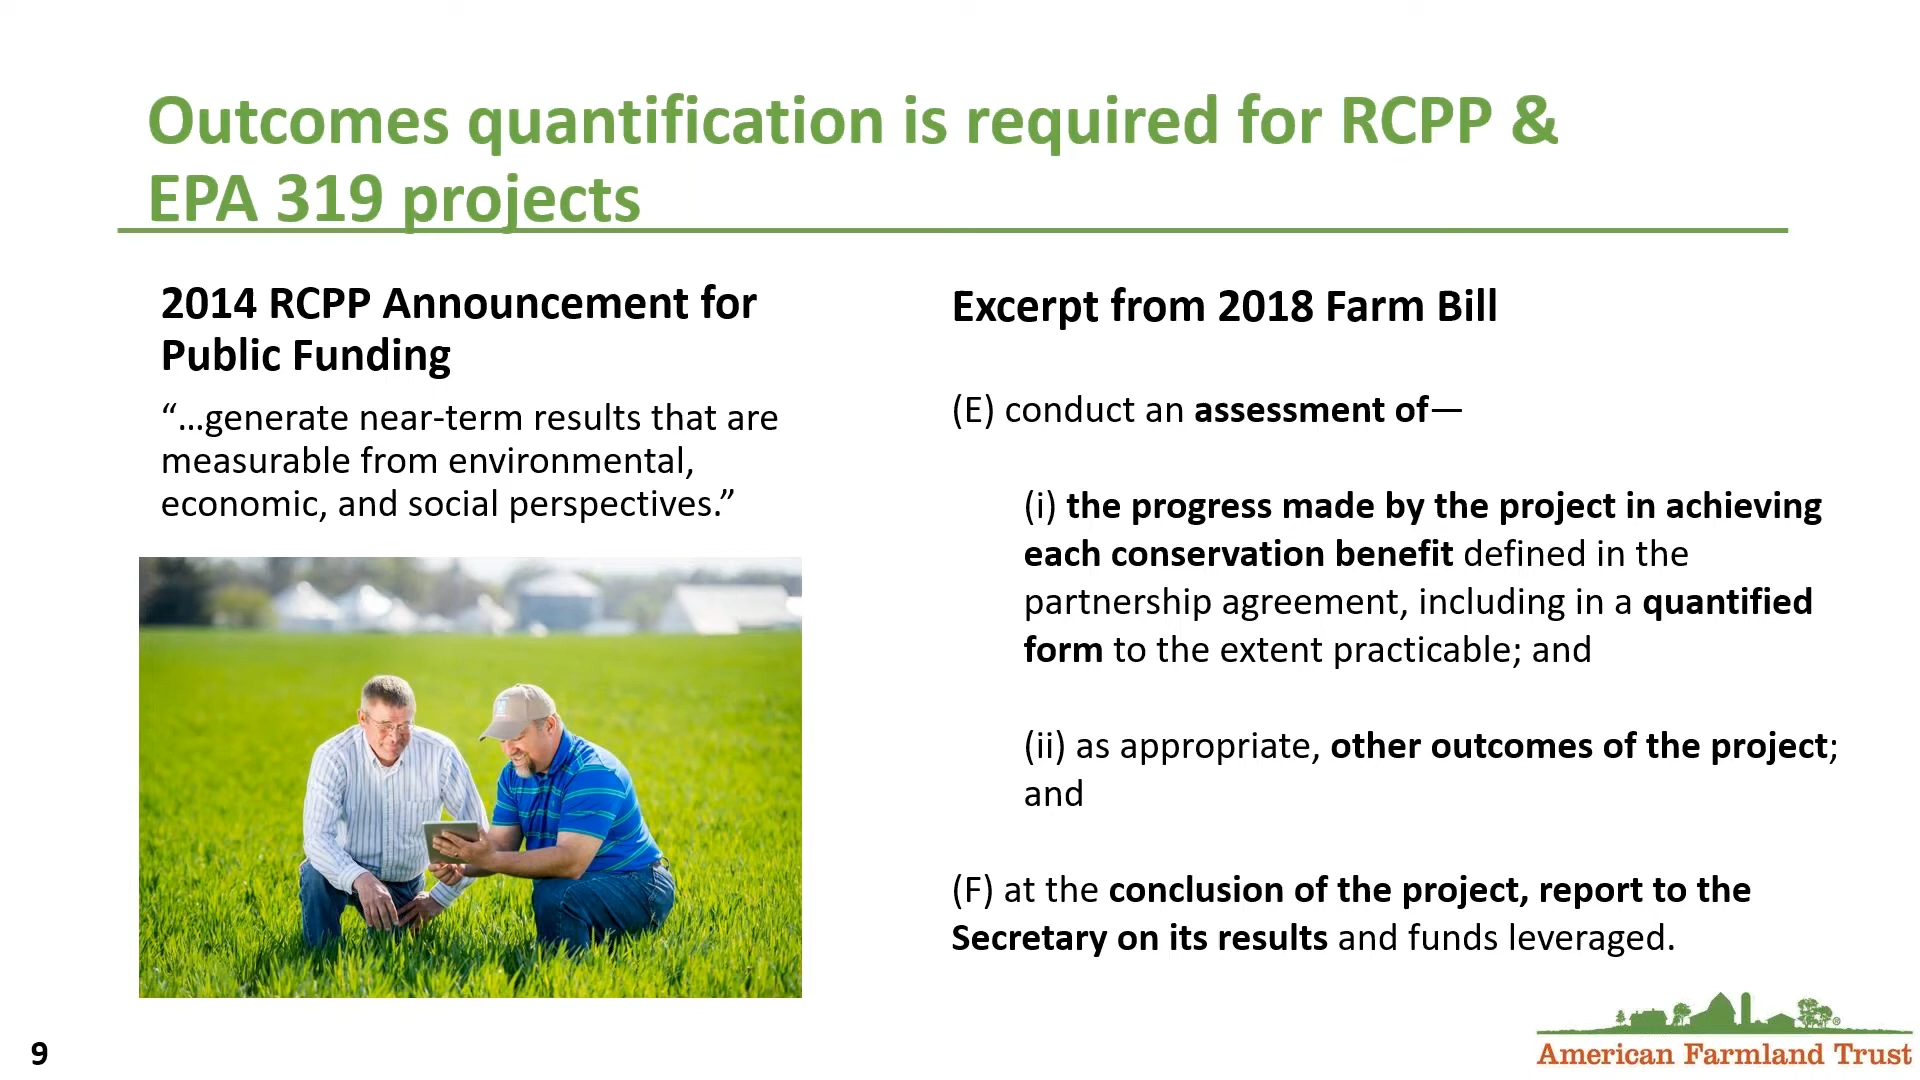 Outcomes quantification is required for RCPP &
EPA 319 projects
2014 RCPP Announcement for
Public Funding
“…generate near-term results that are
measurable from environmental,
economic, and social perspectives.”
Excerpt from 2018 Farm Bill
(E) conduct an assessment of—
(i) the progress made by the project in achieving
each conservation benefit defined in the
partnership agreement, including in a quantified
form to the extent practicable; and
(ii) as appropriate, other outcomes of the project;
and
(F) at the conclusion of the project, report to the
Secretary on its results and funds leveraged.
9
®
American Farmland Trust